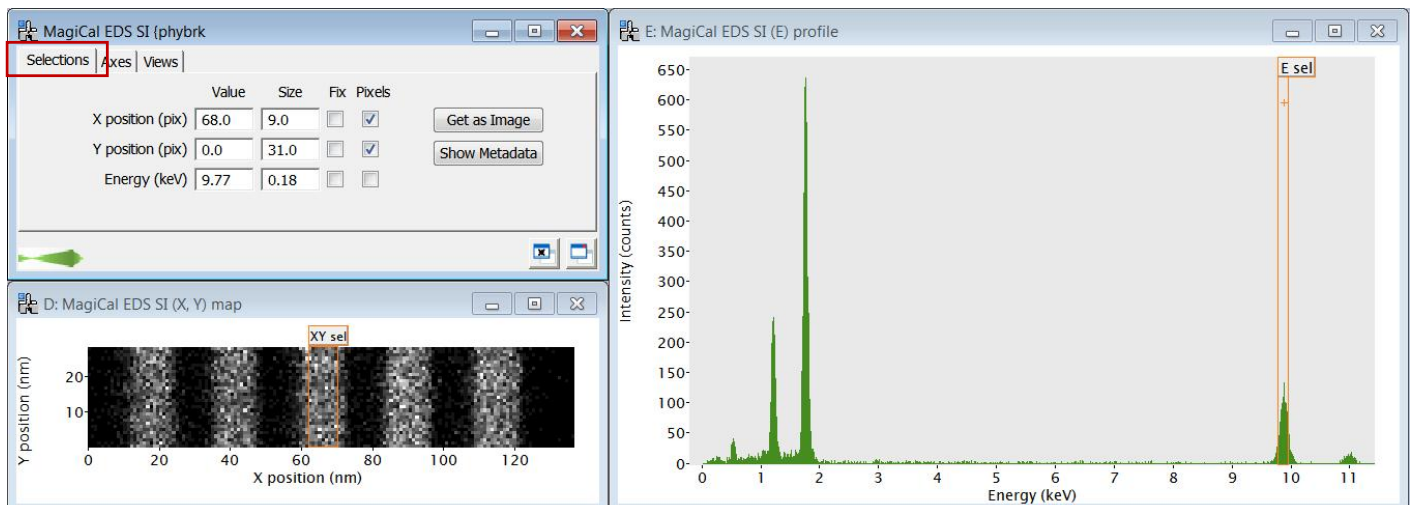 MagiCal EDS SI {phybrk
Selections Axes Views
Value Size Fix Pixels
X position (pix) 68.0 9.0 Get as Image
Y position (pix) 0.0 31.0 Show Metadata
Energy (keV) 9.77 0.18
D: MagiCal EDS SI (X, Y) map
XY sel
Y position (nm)
20
10
0 20 40 60 80 100 120
X position (nm)
E: MagiCal EDS SI (E) profile
E sel
Intensity (counts)
650
600
550
500
450
400
350
300
250
200
150
100
50
0
0 1 2 3 4 5 6 7 8 9 10 11
Energy (keV)